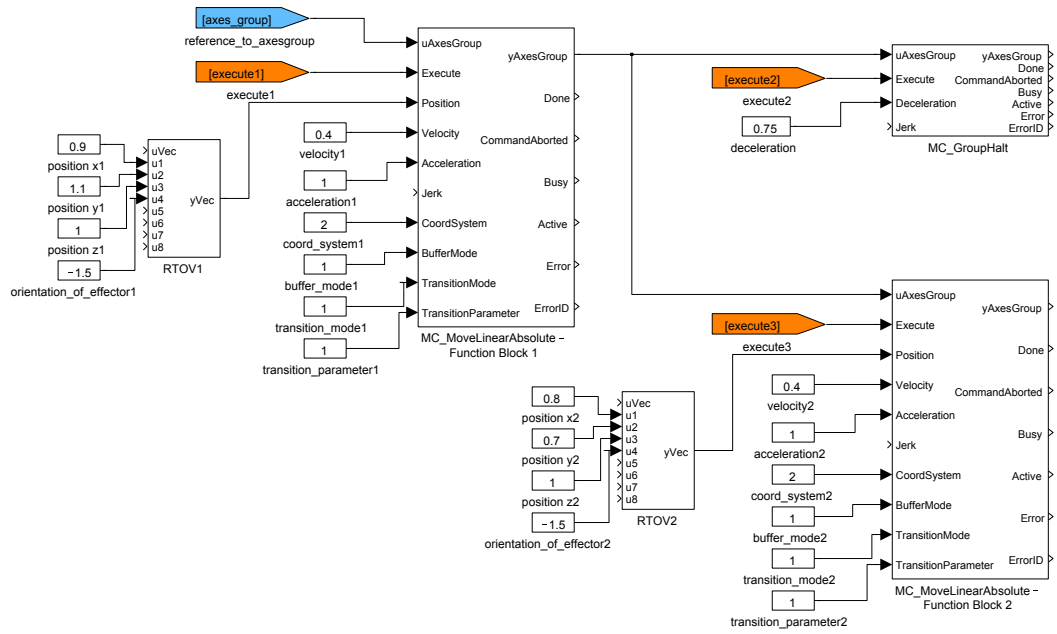 [axes_group]
reference_to_axesgroup
[execute1]
execute1
0.9
position x1
1.1
position y1
1
position z1
−1.5
orientation_of_effector1
uVec
u1
u2
u3
u4
u5
u6
u7
u8
yVec
RTOV1
0.4
velocity1
1
acceleration1
2
coord_system1
1
buffer_mode1
1
transition_mode1
1
transition_parameter1
uAxesGroup
Execute
Position
Velocity
Acceleration
Jerk
CoordSystem
BufferMode
TransitionMode
TransitionParameter
yAxesGroup
Done
CommandAborted
Busy
Active
Error
ErrorID
MC_MoveLinearAbsolute −
Function Block 1
[execute2]
execute2
0.75
deceleration
uAxesGroup
Execute
Deceleration
Jerk
yAxesGroup
Done
CommandAborted
Busy
Active
Error
ErrorID
MC_GroupHalt
[execute3]
execute3
0.8
position x2
0.7
position y2
1
position z2
−1.5
orientation_of_effector2
uVec
u1
u2
u3
u4
u5
u6
u7
u8
yVec
RTOV2
0.4
velocity2
1
acceleration2
2
coord_system2
1
buffer_mode2
1
transition_mode2
1
transition_parameter2
uAxesGroup
Execute
Position
Velocity
Acceleration
Jerk
CoordSystem
BufferMode
TransitionMode
TransitionParameter
yAxesGroup
Done
CommandAborted
Busy
Active
Error
ErrorID
MC_MoveLinearAbsolute −
Function Block 2